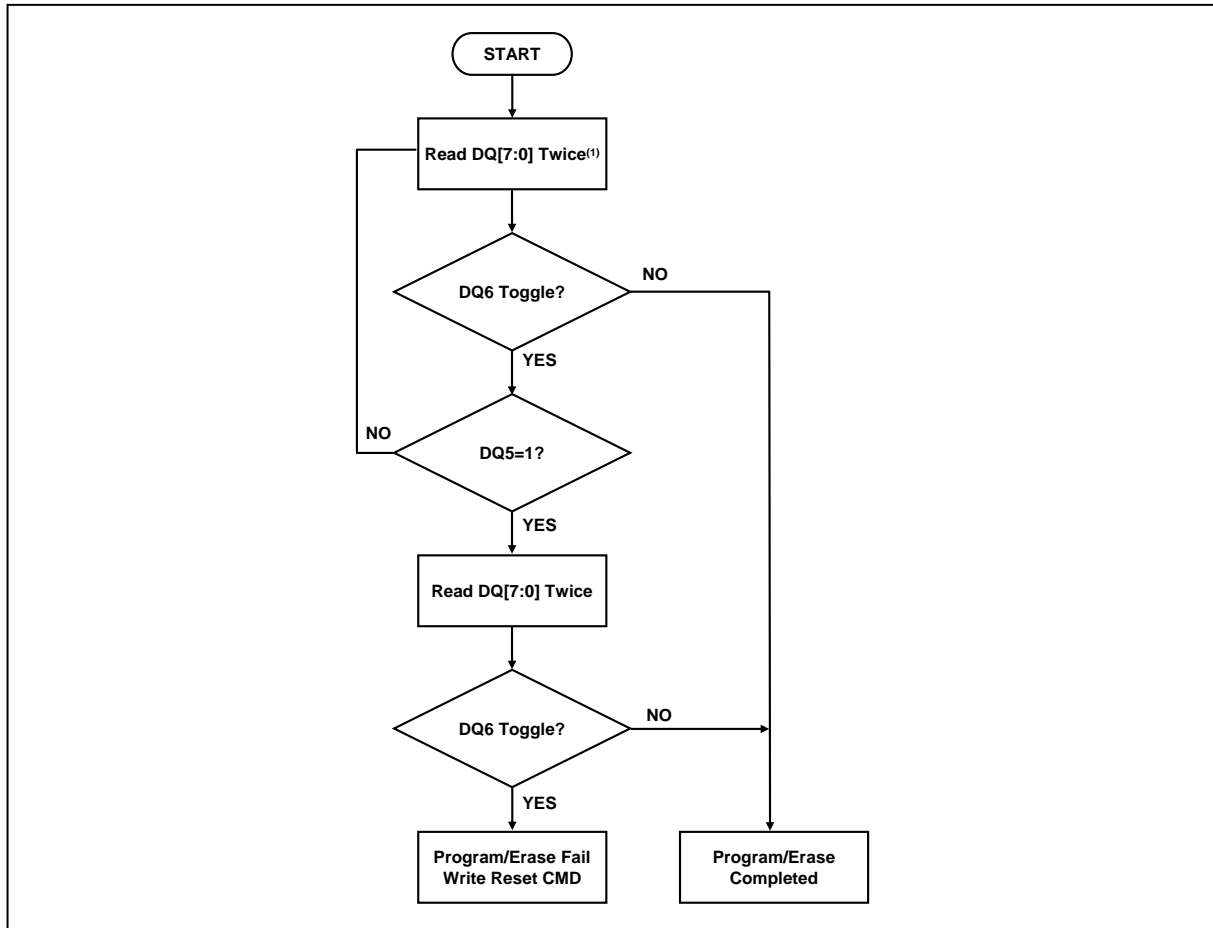 START
Read DQ[7:0] Twice(1)
DQ6 Toggle?
NO
YES
NO
DQ5=1?
YES
Read DQ[7:0] Twice
DQ6 Toggle?
NO
YES
Program/Erase Fail
Write Reset CMD
Program/Erase
Completed